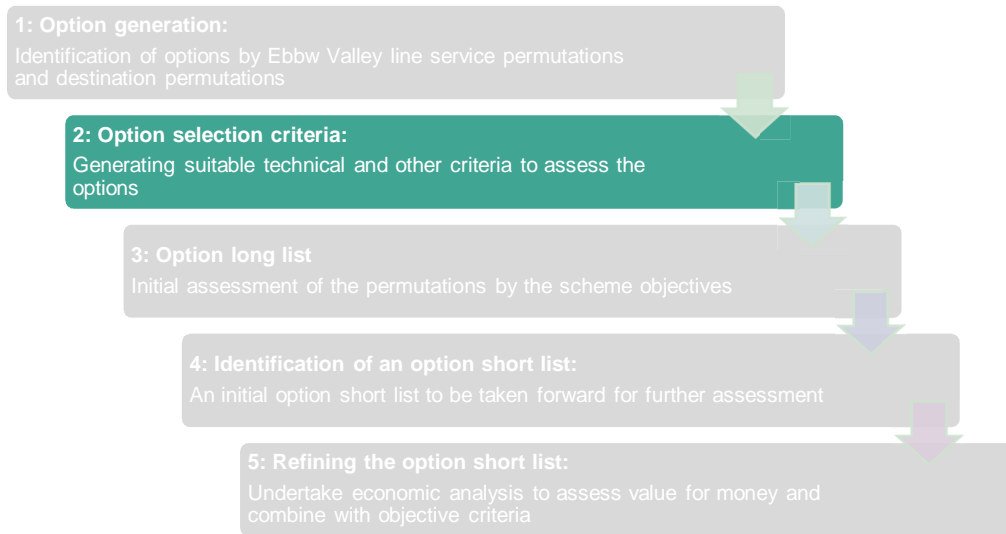 1: Option generation:
Identification of options by Ebbw Valley line service permutations
and destination permutations
2: Option selection criteria:
Generating suitable technical and other criteria to assess the
options
3: Option long list
Initial assessment of the permutations by the scheme objectives
4: Identification of an option short list:
An initial option short list to be taken forward for further assessment
5: Refining the option short list:
Undertake economic analysis to assess value for money and
combine with objective criteria